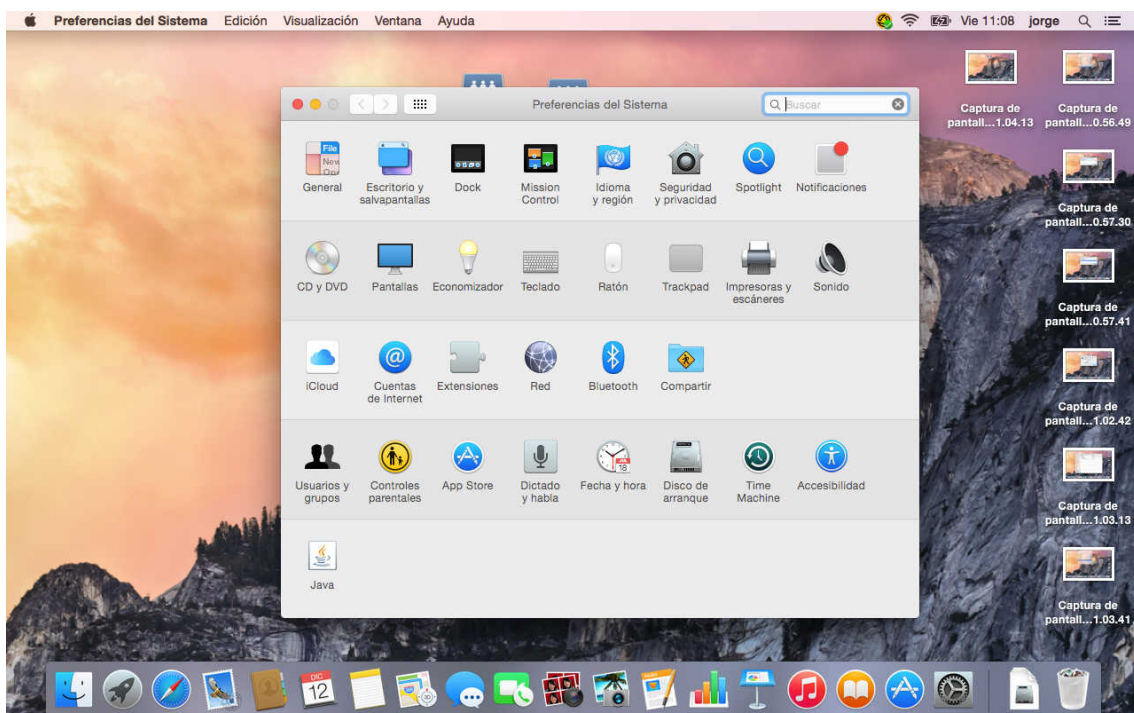 Preferencias del Sistema Edición Visualización Ventana Ayuda Vie 11:08 jorge
Preferencias del Sistema Buscar
File
New
General Escritorio y salvapantallas Dock Mission Control Idioma y región Seguridad y privacidad Spotlight Notificaciones
CD y DVD Pantallas Economizador Teclado Ratón Trackpad Impresoras y escáneres Sonido
iCloud Cuentas de Internet Extensiones Red Bluetooth Compartir
18
Usuarios y grupos Controles parentales App Store Dictado y habla Fecha y hora Disco de arranque Time Machine Accesibilidad
Java
Captura de pantall...1.04.13
Captura de pantall...0.56.49
Captura de pantall...0.57.30
Captura de pantall...0.57.41
Captura de pantall...1.02.42
Captura de pantall...1.03.13
Captura de pantall...1.03.41
DIC
12